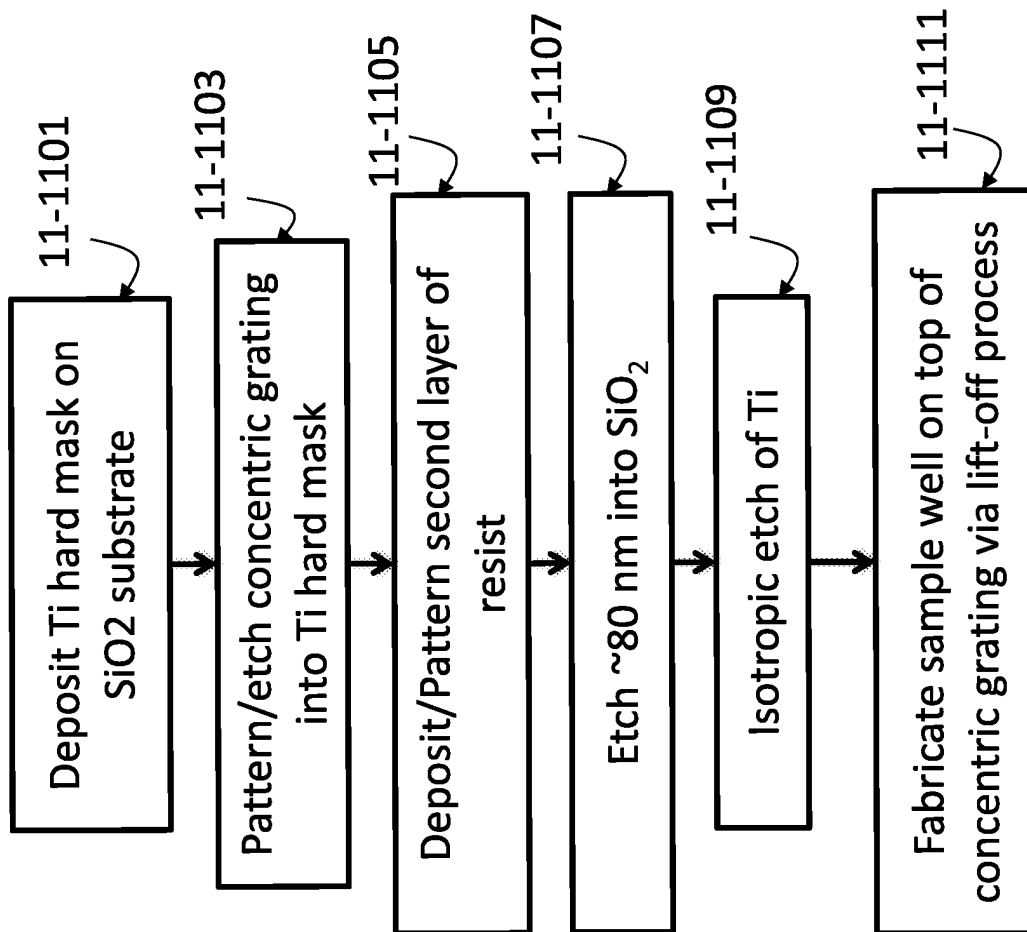 11-1101
Deposit Ti hard mask on
SiO2 substrate
11-1103
Pattern/etch concentric grating
into Ti hard mask
11-1105
Deposit/Pattern second layer of
resist
11-1107
Etch ~80 nm into SiO₂
11-1109
Isotropic etch of Ti
11-1111
Fabricate sample well on top of
concentric grating via lift-off process